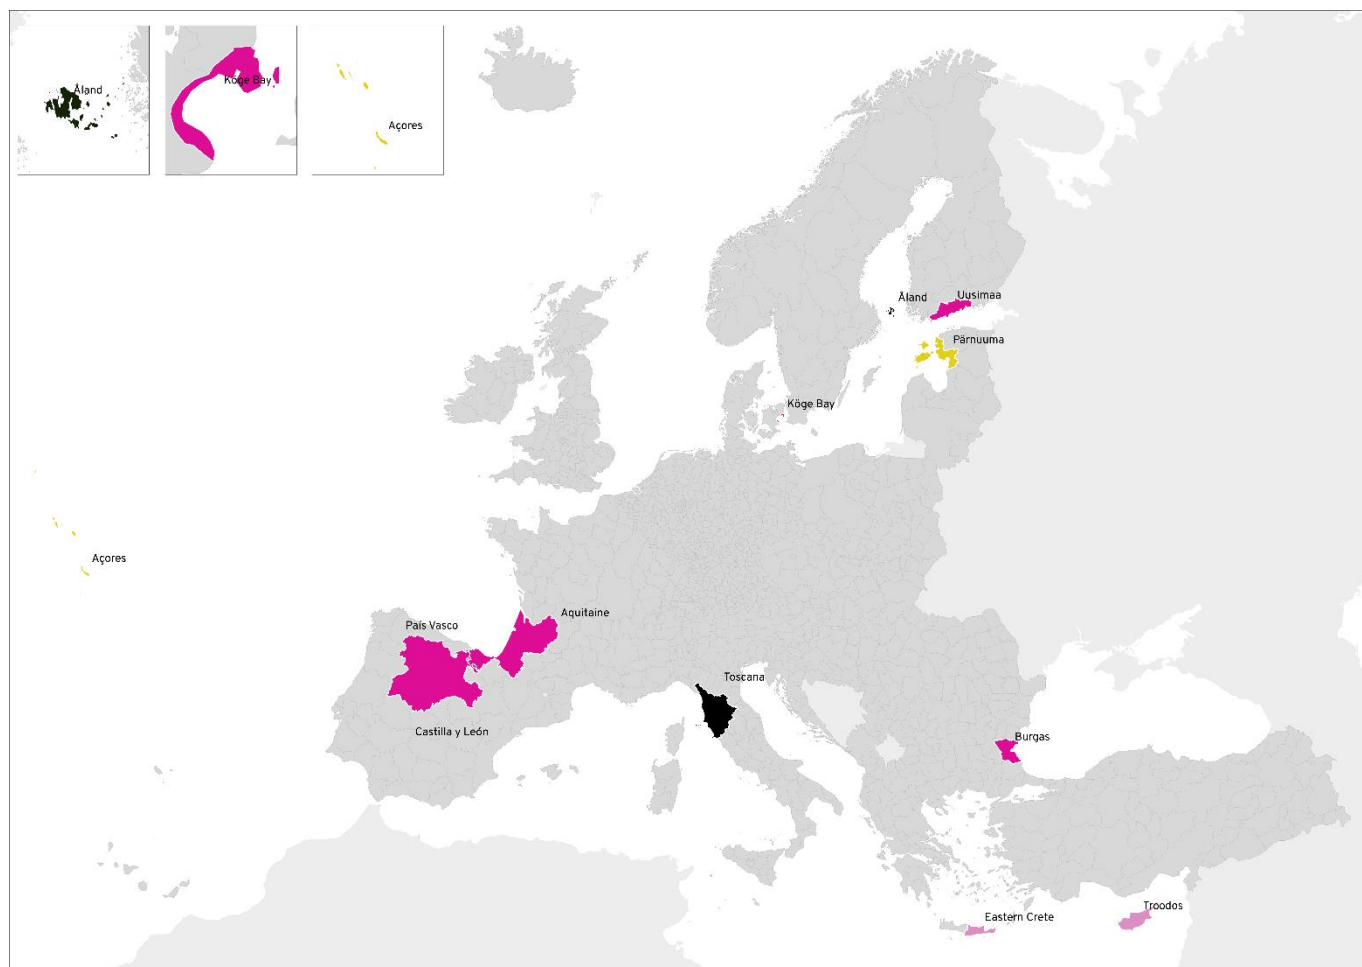 Åland
Köge Bay
Açores
Åland
Uusimaa
Pärnuuma
Köge Bay
Açores
Aquitaine
País Vasco
Toscana
Castilla y León
Burgas
Troodos
Eastern Crete